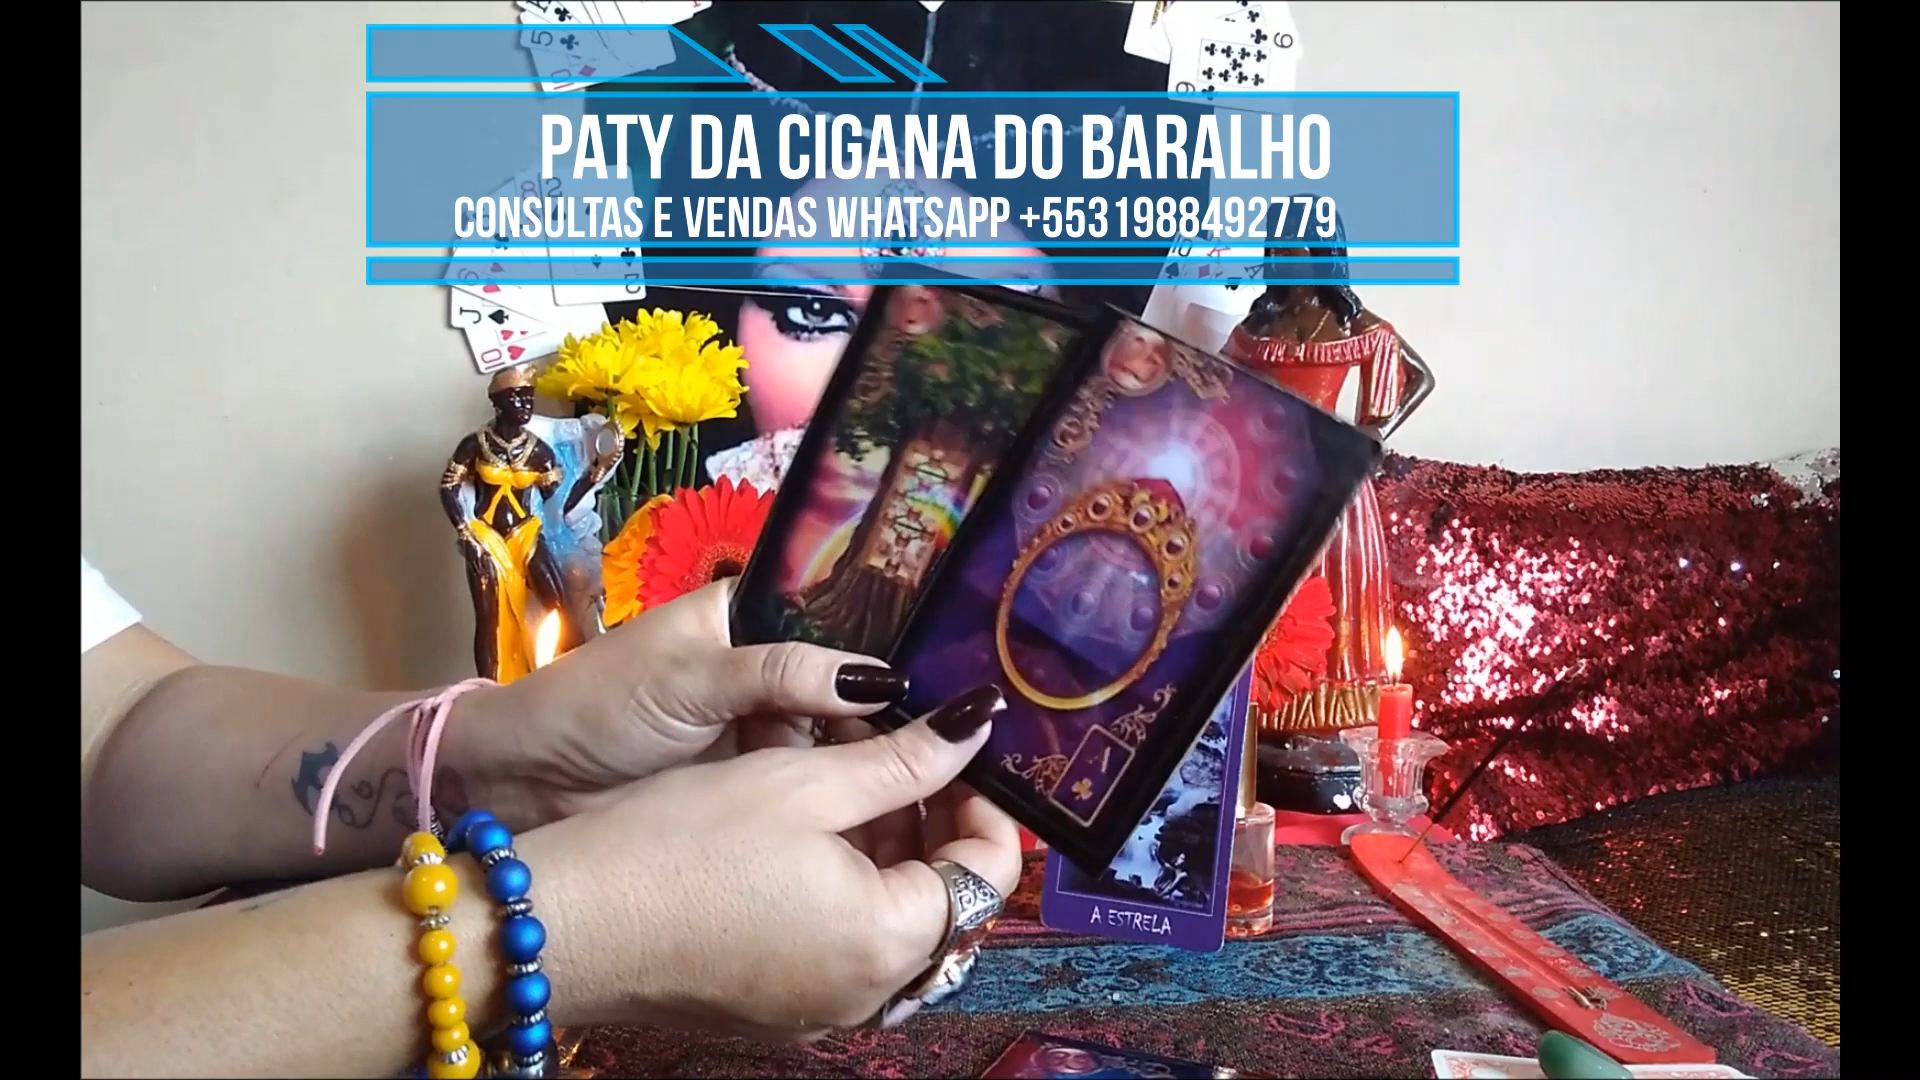 PATY DA CIGANA DO BARALHO
CONSULTAS E VENDAS WHATSAPP +5531988492779
A ESTRELA